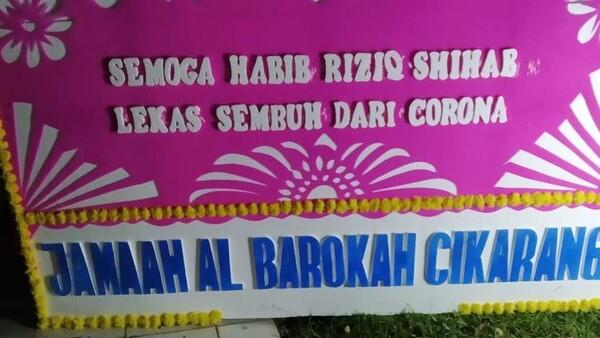 SEMOGA HABIB RIZIQ SHIHAB
LEKAS SEMBUH DARI CORONA
JAMAAH AL BAROKAH CIKARANG